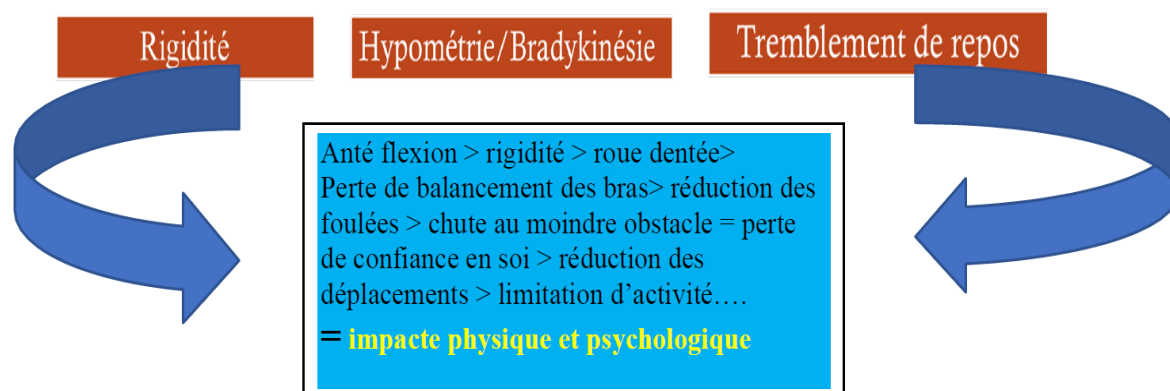 Rigidité
Hypométrie/Bradykinésie
Tremblement de repos
Anté flexion > rigidité > roue dentée>
Perte de balancement des bras> réduction des
foulées > chute au moindre obstacle = perte
de confiance en soi > réduction des
déplacements > limitation d’activité….
= impacte physique et psychologique